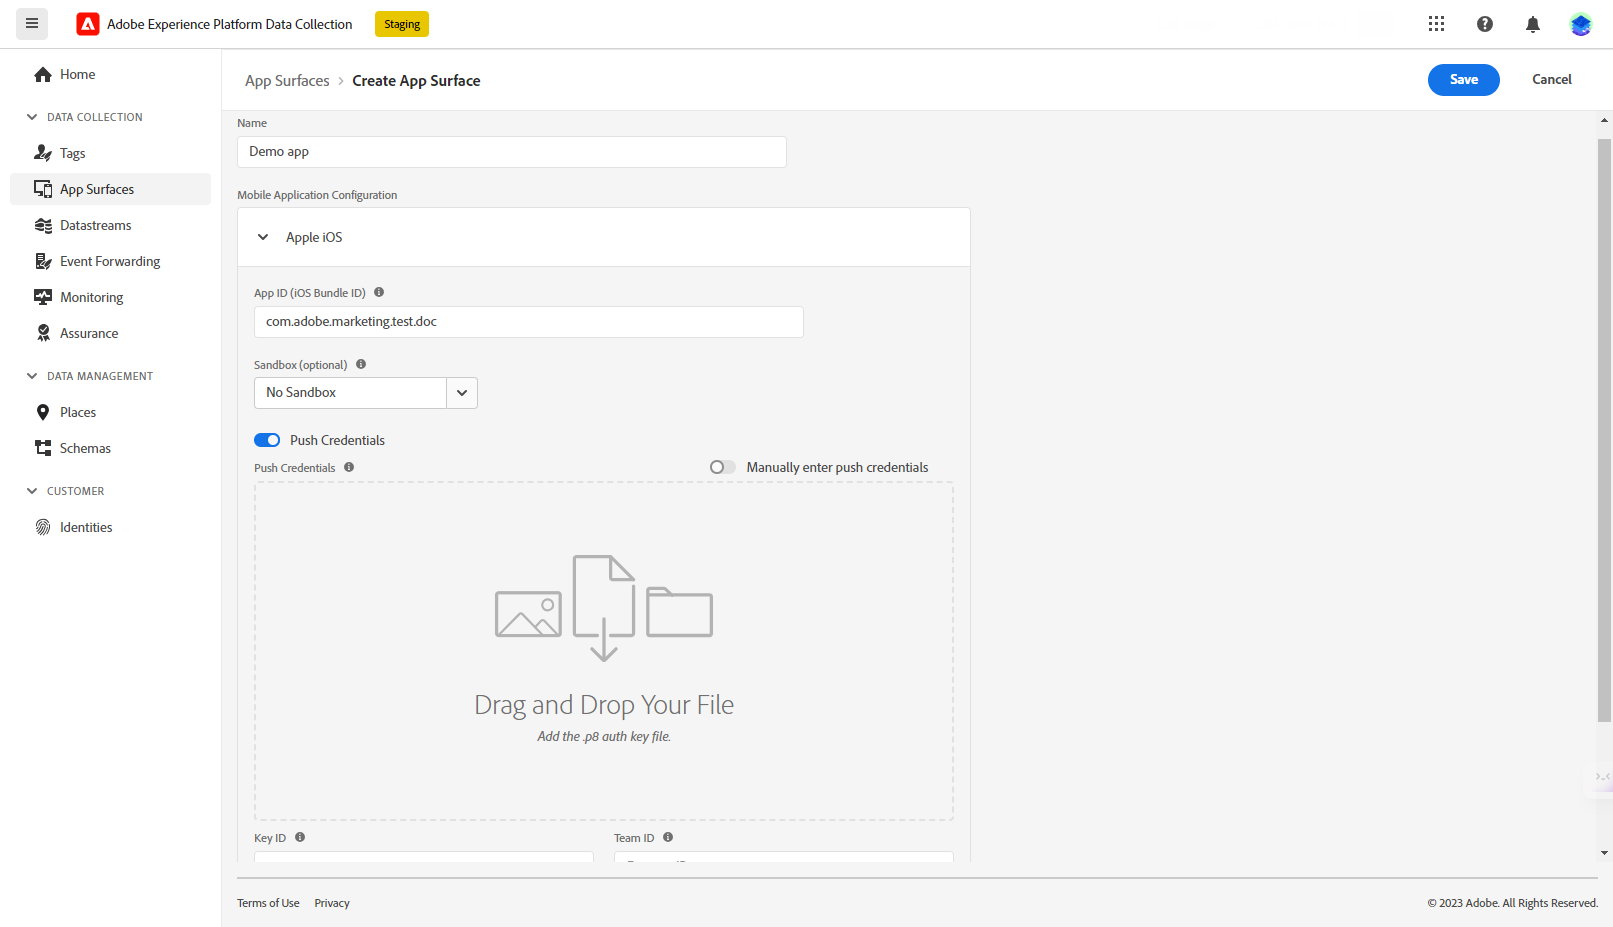 Adobe Experience Platform Data Collection
Staging
Home
DATA COLLECTION
Tags
App Surfaces
Datastreams
Event Forwarding
Monitoring
Assurance
DATA MANAGEMENT
Places
Schemas
CUSTOMER
Identities
App Surfaces > Create App Surface
Save
Cancel
Name
Demo app
Mobile Application Configuration
Apple iOS
App ID (iOS Bundle ID)
com.adobe.marketing.test.doc
Sandbox (optional)
No Sandbox
Push Credentials
Push Credentials
Manually enter push credentials
Drag and Drop Your File
Add the .p8 auth key file.
Key ID
Team ID
Terms of Use
Privacy
© 2023 Adobe. All Rights Reserved.